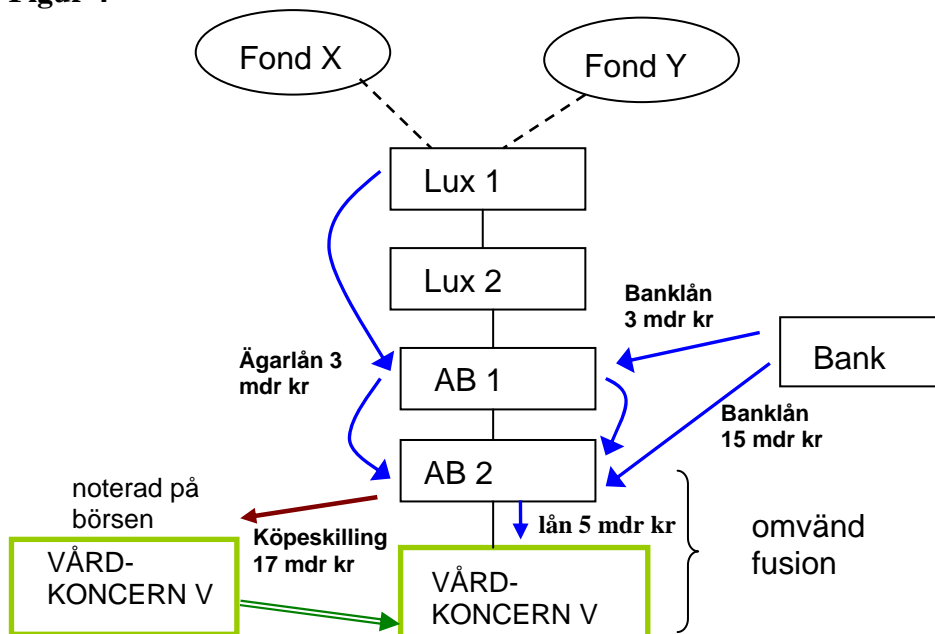 Fond X
Fond Y
Lux 1
Lux 2
Banklån
3 mdr kr
Bank
Ägarlån 3
mdr kr
AB 1
Banklån
15 mdr kr
AB 2
noterad på
börsen
Köpeskilling
17 mdr kr
lån 5 mdr kr
omvänd
fusion
VÅRD-
KONCERN V
VÅRD-
KONCERN V